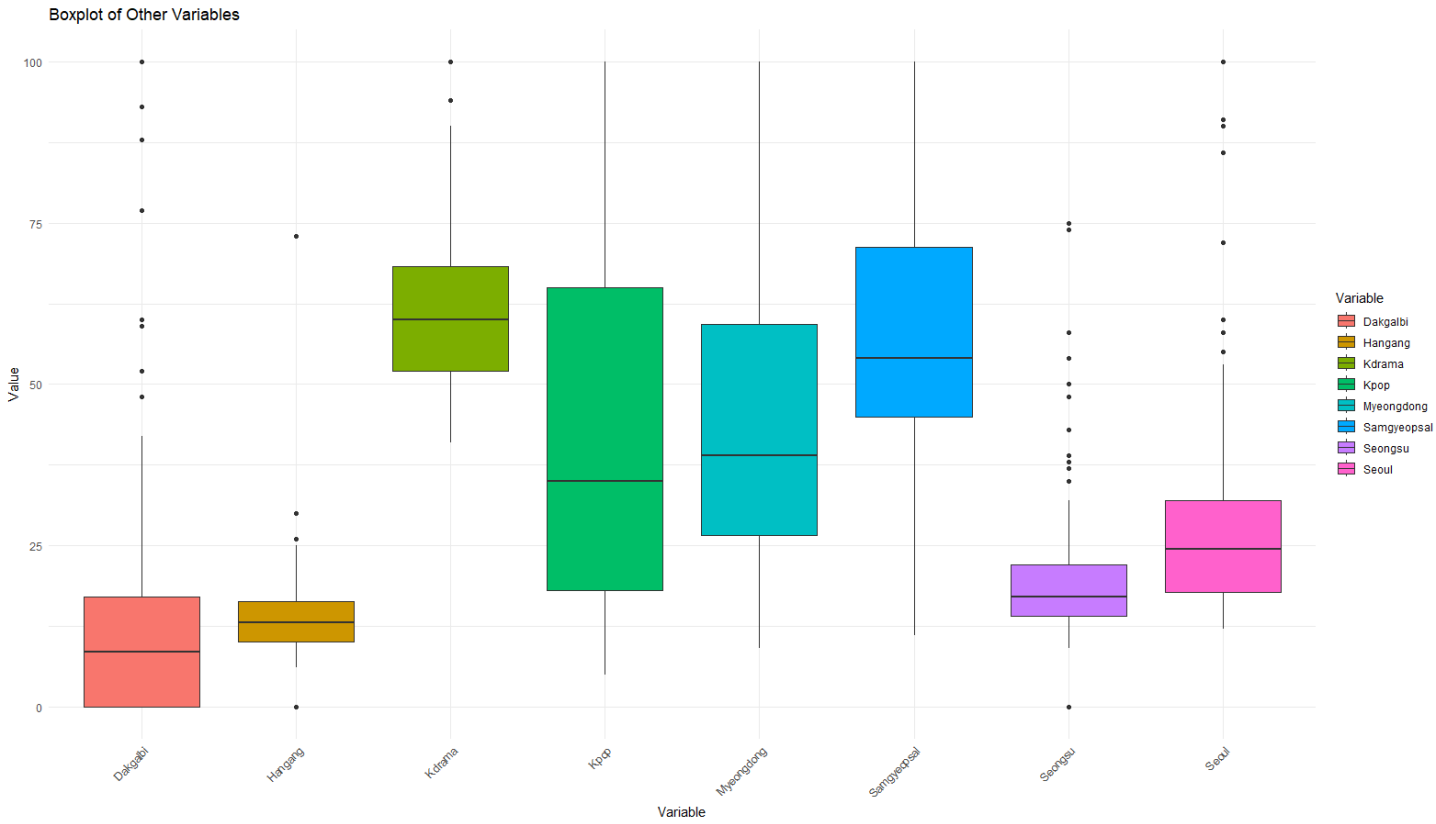 Boxplot of Other Variables
100
75
50
25
0
Value
Dakgalbi
Hangang
Kdrama
Kpop
Myeongdong
Samgyeopsal
Seongsu
Seoul
Variable
Variable
Dakgalbi
Hangang
Kdrama
Kpop
Myeongdong
Samgyeopsal
Seongsu
Seoul